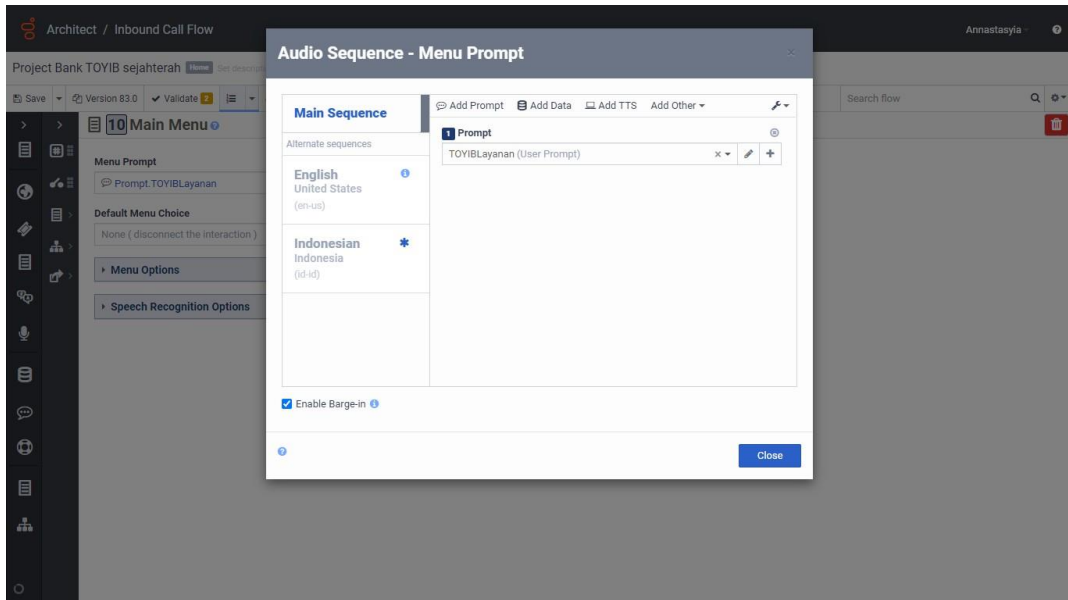 Architect / Inbound Call Flow
Annastasyia
Project Bank TOYIB sejahterah Home
Save Version 83.0 Validate 2
Search flow
10 Main Menu
Menu Prompt
Prompt.TOYIBLayanan
Default Menu Choice
None ( disconnect the interaction )
Menu Options
Speech Recognition Options
Audio Sequence - Menu Prompt
Main Sequence
Alternate sequences
English
United States
(en-us)
Indonesian
Indonesia
(id-id)
Add Prompt Add Data Add TTS Add Other
1 Prompt
TOYIBLayanan (User Prompt)
Enable Barge-in
Close